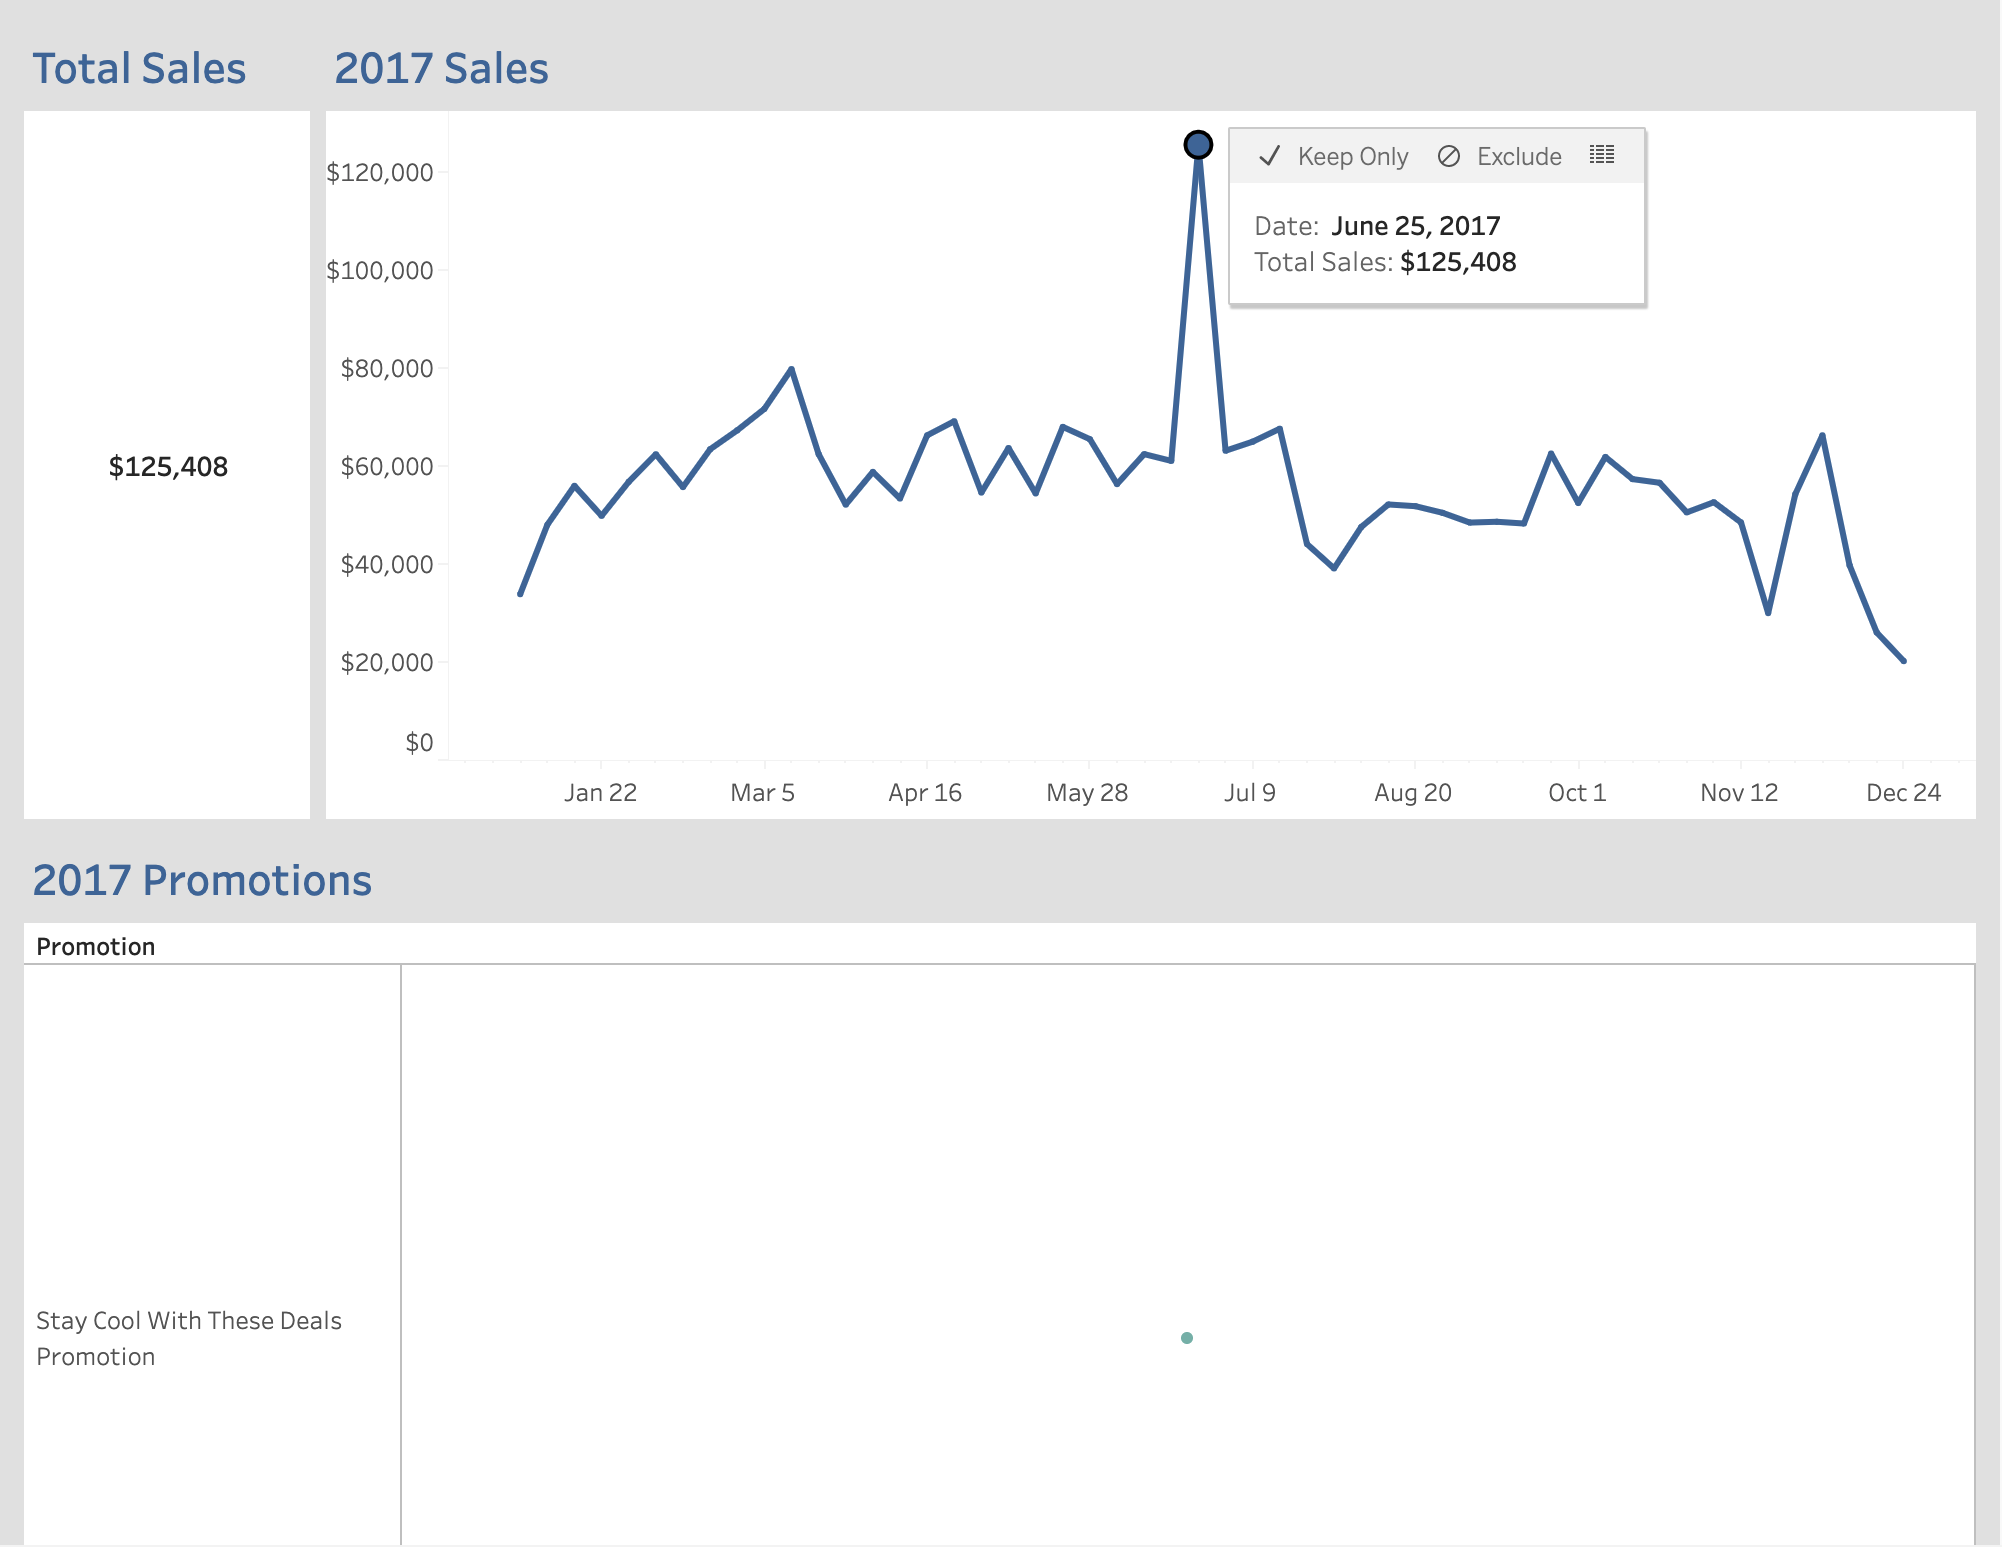 Total Sales
2017 Sales
$125,408
$120,000
$100,000
$80,000
$60,000
$40,000
$20,000
$0
Keep Only Exclude
Date: June 25, 2017
Total Sales: $125,408
Jan 22 Mar 5 Apr 16 May 28 Jul 9 Aug 20 Oct 1 Nov 12 Dec 24
2017 Promotions
Promotion
Stay Cool With These Deals
Promotion